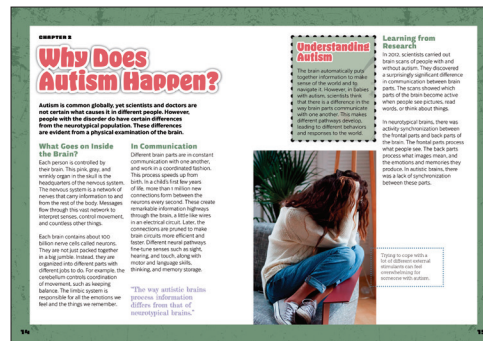 CHAPTER 2
Why Does
Autism Happen?
Autism is common globally, yet scientists and doctors are
not certain what causes it in different people. However,
people with the disorder do have certain differences
from the neurotypical population. These differences
are evident from a physical examination of the brain.
What Goes on Inside
the Brain?
Each person is controlled by
their brain. This pink, gray, and
wrinkly organ in the skull is the
headquarters of the nervous system.
The nervous system is a network of
nerves that carry information to and
from the rest of the body. Messages
flow through this vast network to
interpret senses, control movement,
and countless other things.
Each brain contains about 100
billion nerve cells called neurons.
They are not just packed together
in a big jumble. Instead, they are
organized into different parts with
different jobs to do. For example, the
cerebellum controls coordination
of movement, such as keeping
balance. The limbic system is
responsible for all the emotions we
feel and the things we remember.
In Communication
Different brain parts are in constant
communication with one another,
and work in a coordinated fashion.
This process speeds up from
birth. In a child's first few years
of life, more than 1 million new
connections form between the
neurons every second. These create
remarkable information highways
through the brain, a little like wires
in an electrical circuit. Later, the
connections are pruned to make
brain circuits more efficient and
faster. Different neural pathways
fine-tune senses such as sight,
hearing, and touch, along with
motor and language skills,
thinking, and memory storage.
"The way autistic brains
process information
differs from that of
neurotypical brains."
14
Understanding
Autism
The brain automatically puts
together information to make
sense of the world and to
navigate it. However, in babies
with autism, scientists think
that there is a difference in the
way brain parts communicate
with one another. This makes
different pathways develop,
leading to different behaviors
and responses to the world.
Learning from
Research
In 2012, scientists carried out
brain scans of people with and
without autism. They discovered
a surprisingly significant difference
in communication between brain
parts. The scans showed which
parts of the brain become active
when people see pictures, read
words, or think about things.
In neurotypical brains, there was
activity synchronization between
the frontal parts and back parts of
the brain. The frontal parts process
what images mean, and
the emotions and memories they
produce. In autistic brains, there
was a lack of synchronization
between these parts.
Trying to cope with a
lot of different external
stimulants can feel
overwhelming for
someone with autism.